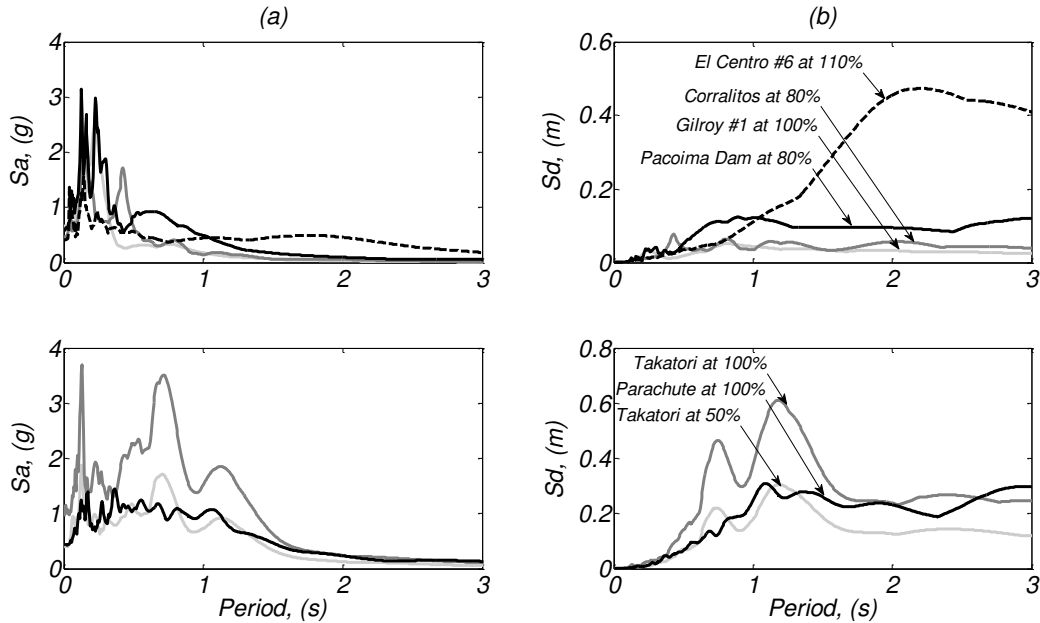 (a)
(b)
4
3
2
1
0
Sa, (g)
0
1
2
3
0.6
0.4
0.2
0
Sd, (m)
El Centro #6 at 110%
Corralitos at 80%
Gilroy #1 at 100%
Pacoima Dam at 80%
0
1
2
3
4
3
2
1
0
Sa, (g)
0
1
2
3
Period, (s)
0.8
0.6
0.4
0.2
0
Sd, (m)
Takatori at 100%
Parachute at 100%
Takatori at 50%
0
1
2
3
Period, (s)